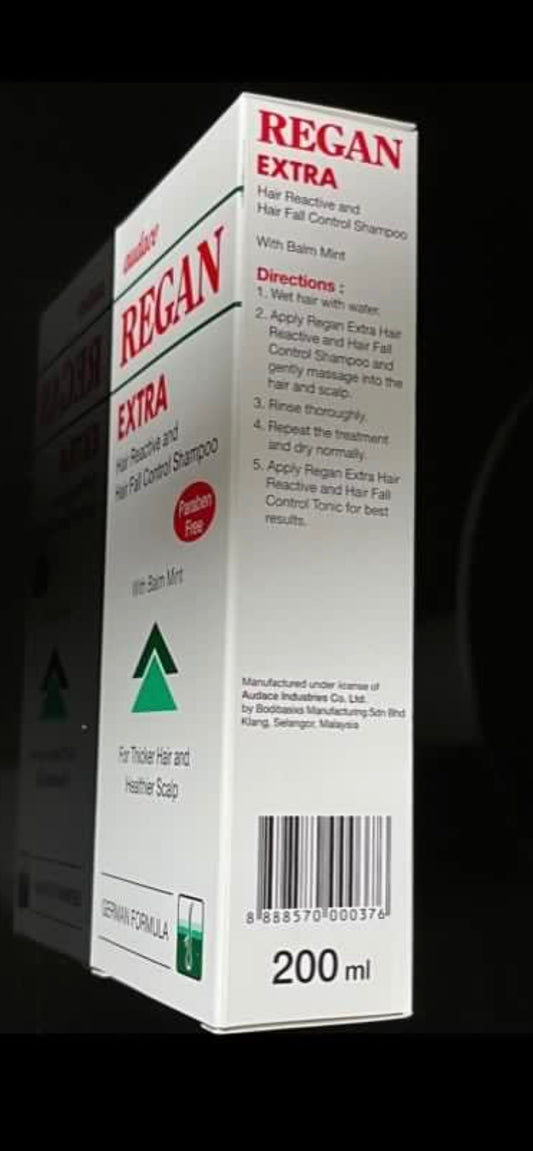 audace
REGAN
EXTRA
Hair Reactive and
Hair Fall Control Shampoo
Paraben
Free
With Balm Mint
For Thicker Hair and
Healthier Scalp
GERMAN FORMULA
REGAN
EXTRA
Hair Reactive and
Hair Fall Control Shampoo
With Balm Mint
Directions :
1. Wet hair with water.
2. Apply Regan Extra Hair
Reactive and Hair Fall
Control Shampoo and
gently massage into the
hair and scalp.
3. Rinse thoroughly.
4. Repeat the treatment
and dry normally.
5. Apply Regan Extra Hair
Reactive and Hair Fall
Control Tonic for best
results.
Manufactured under license of
Audace Industries Co. Ltd.
by Bodibasixs Manufacturing Sdn Bhd
Klang, Selangor, Malaysia
8 888570 000376
200 ml